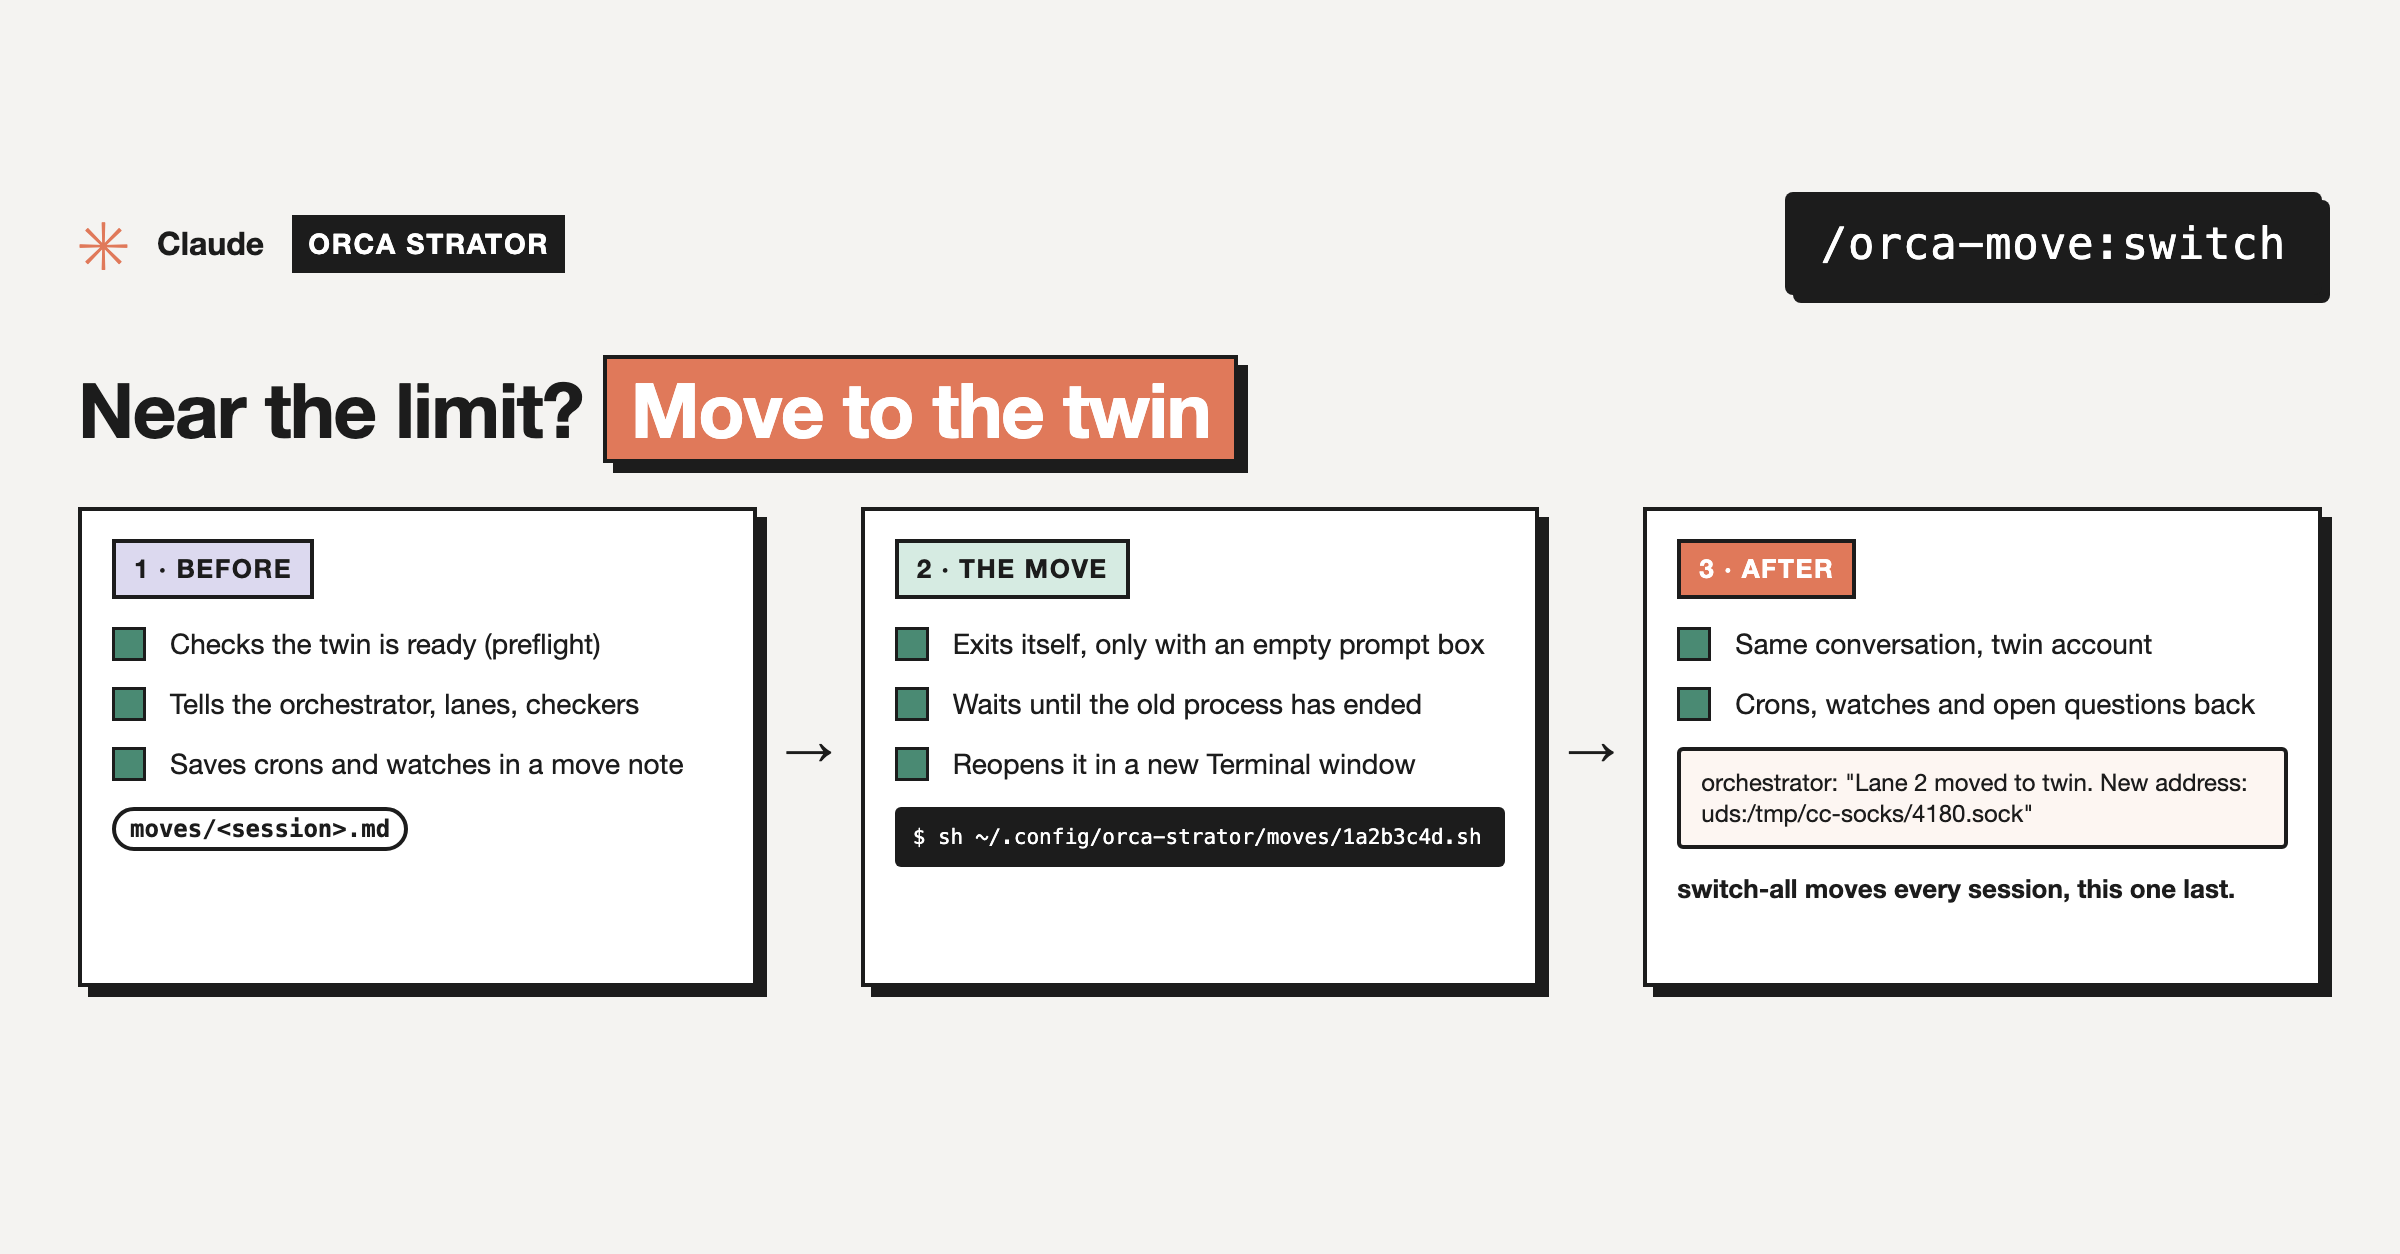 Claude
ORCA STRATOR
/orca-move:switch
Near the limit? Move to the twin
1 · BEFORE
Checks the twin is ready (preflight)
Tells the orchestrator, lanes, checkers
Saves crons and watches in a move note
moves/<session>.md
→
2 · THE MOVE
Exits itself, only with an empty prompt box
Waits until the old process has ended
Reopens it in a new Terminal window
$ sh ~/.config/orca-strator/moves/1a2b3c4d.sh
→
3 · AFTER
Same conversation, twin account
Crons, watches and open questions back
orchestrator: "Lane 2 moved to twin. New address:
uds:/tmp/cc-socks/4180.sock"
switch-all moves every session, this one last.